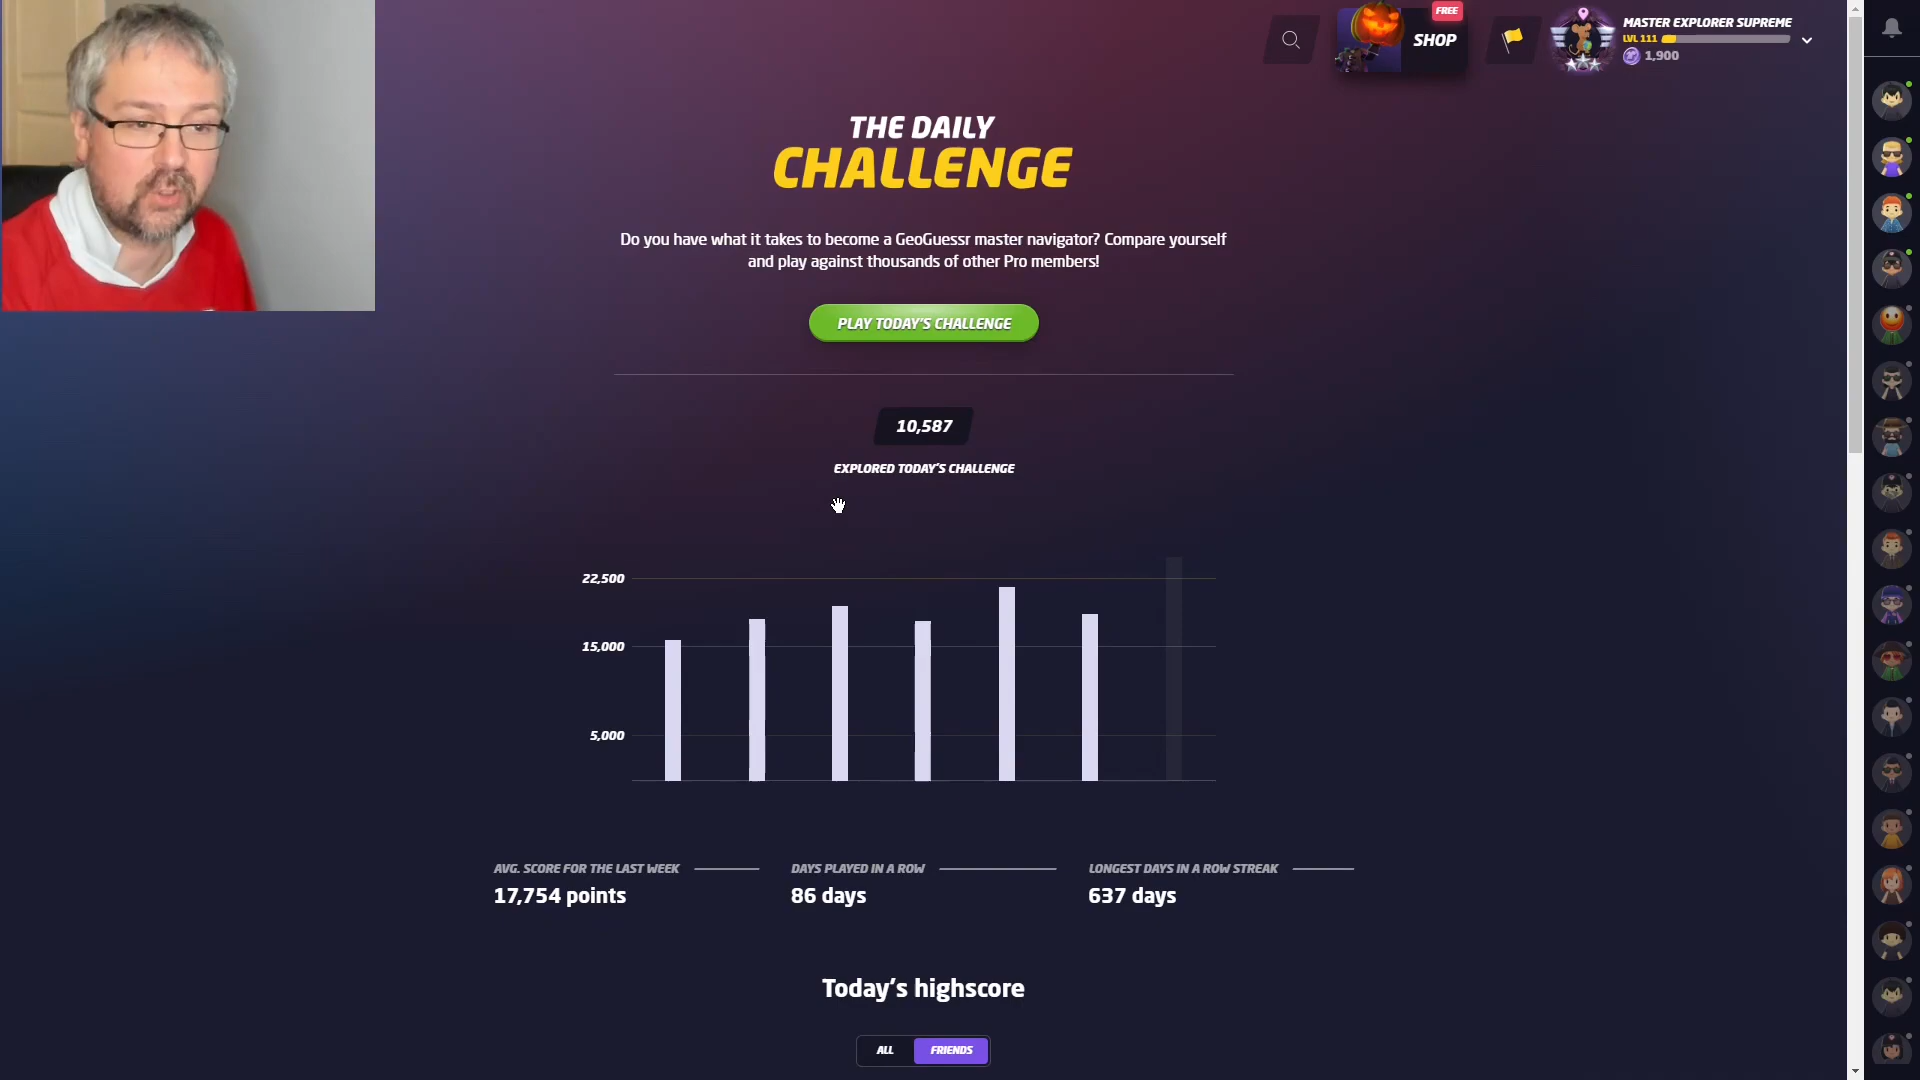 FREE
SHOP
MASTER EXPLORER SUPREME
LVL 111
1,900
THE DAILY
CHALLENGE
Do you have what it takes to become a GeoGuessr master navigator? Compare yourself
and play against thousands of other Pro members!
PLAY TODAY'S CHALLENGE
10,587
EXPLORED TODAY'S CHALLENGE
22,500
15,000
5,000
AVG. SCORE FOR THE LAST WEEK
17,754 points
DAYS PLAYED IN A ROW
86 days
LONGEST DAYS IN A ROW STREAK
637 days
Today's highscore
ALL
FRIENDS